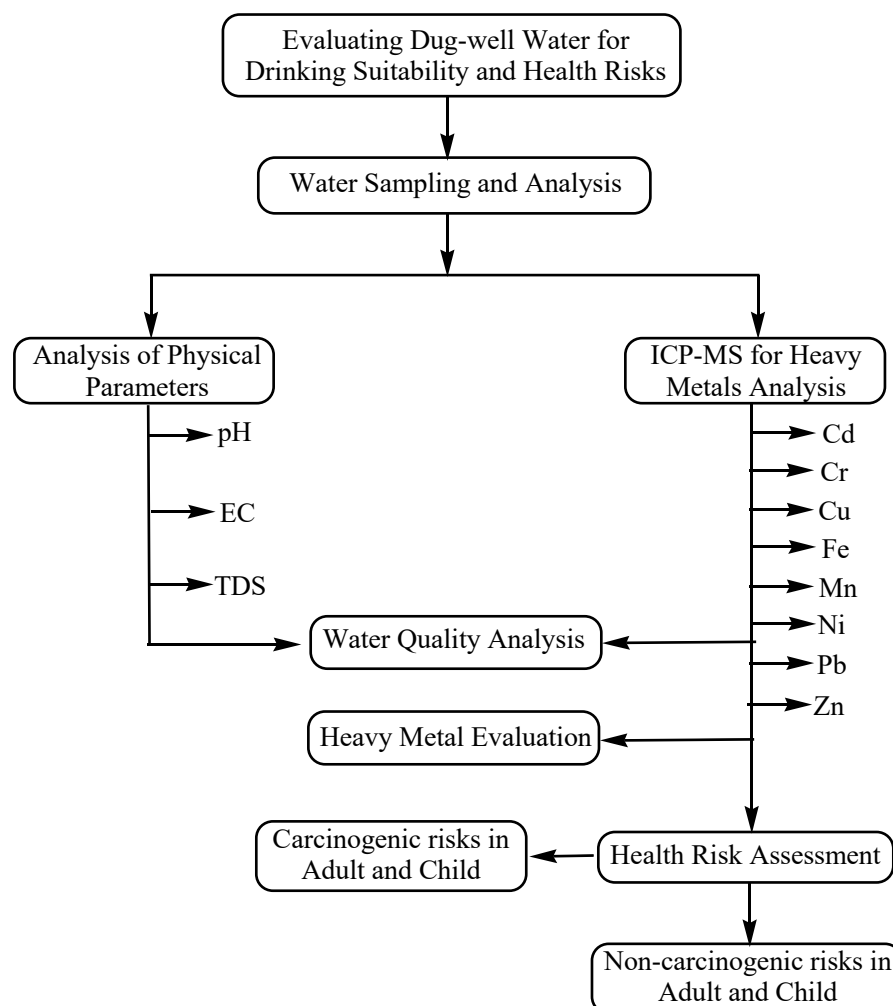 Evaluating Dug-well Water for
Drinking Suitability and Health Risks
Water Sampling and Analysis
Analysis of Physical
Parameters
pH
EC
TDS
ICP-MS for Heavy
Metals Analysis
Cd
Cr
Cu
Fe
Mn
Ni
Pb
Zn
Water Quality Analysis
Heavy Metal Evaluation
Health Risk Assessment
Carcinogenic risks in
Adult and Child
Non-carcinogenic risks in
Adult and Child